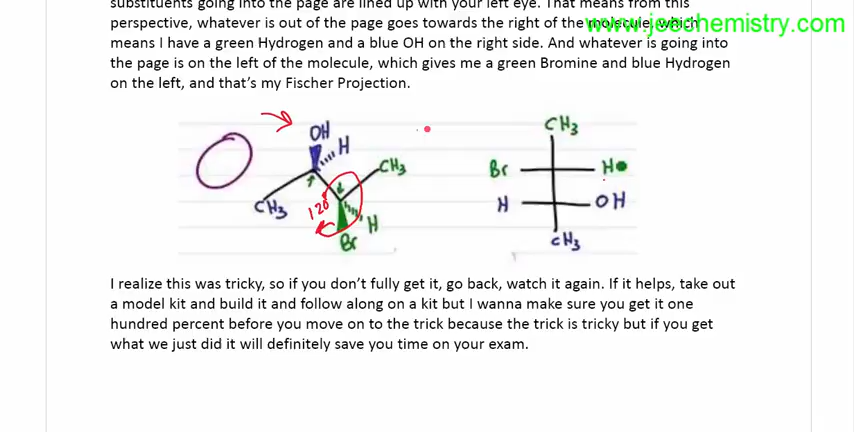 substituents going into the page are lined up with your left eye. That means from this
perspective, whatever is out of the page goes towards the right of the molecule, which
www.jeechemistry.com
means I have a green Hydrogen and a blue OH on the right side. And whatever is going into
the page is on the left of the molecule, which gives me a green Bromine and blue Hydrogen
on the left, and that's my Fischer Projection.
OH
H
CH3
CH3
120
H
Br
CH3
Br H
H OH
CH3
I realize this was tricky, so if you don't fully get it, go back, watch it again. If it helps, take out
a model kit and build it and follow along on a kit but I wanna make sure you get it one
hundred percent before you move on to the trick because the trick is tricky but if you get
what we just did it will definitely save you time on your exam.